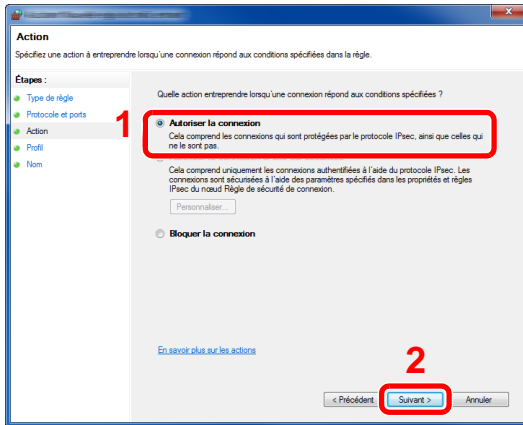 Action
Spécifiez une action à entreprendre lorsqu'une connexion répond aux conditions spécifiées dans la règle.
Étapes :
Type de règle
Protocole et ports
Action
Profil
Nom
Quelle action entreprendre lorsqu'une connexion répond aux conditions spécifiées ?
1
Autoriser la connexion
Cela comprend les connexions qui sont protégées par le protocole IPsec, ainsi que celles qui
ne le sont pas.
Cela comprend uniquement les connexions authentifiées à l'aide du protocole IPsec. Les
connexions sont sécurisées à l'aide des paramètres spécifiés dans les propriétés et règles
IPsec du nœud Règle de sécurité de connexion.
Personnaliser...
Bloquer la connexion
En savoir plus sur les actions
2
< Précédent
Suivant >
Annuler